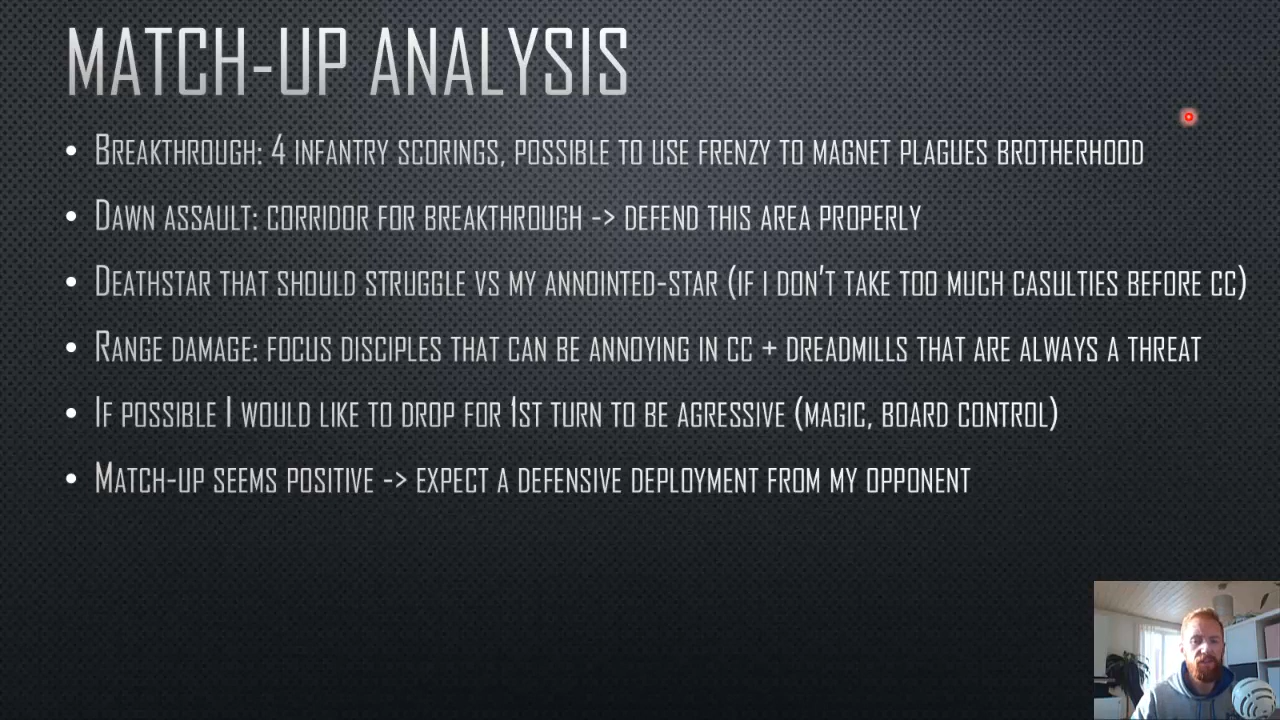 MATCH-UP ANALYSIS
• BREAKTHROUGH: 4 INFANTRY SCORINGS, POSSIBLE TO USE FRENZY TO MAGNET PLAGUES BROTHERHOOD
• DAWN ASSAULT: CORRIDOR FOR BREAKTHROUGH -> DEFEND THIS AREA PROPERLY
• DEATHSTAR THAT SHOULD STRUGGLE VS MY ANNOINTED-STAR (IF I DON'T TAKE TOO MUCH CASULTIES BEFORE CC)
• RANGE DAMAGE: FOCUS DISCIPLES THAT CAN BE ANNOYING IN CC + DREADMILLS THAT ARE ALWAYS A THREAT
• IF POSSIBLE I WOULD LIKE TO DROP FOR 1ST TURN TO BE AGRESSIVE (MAGIC, BOARD CONTROL)
• MATCH-UP SEEMS POSITIVE -> EXPECT A DEFENSIVE DEPLOYMENT FROM MY OPPONENT